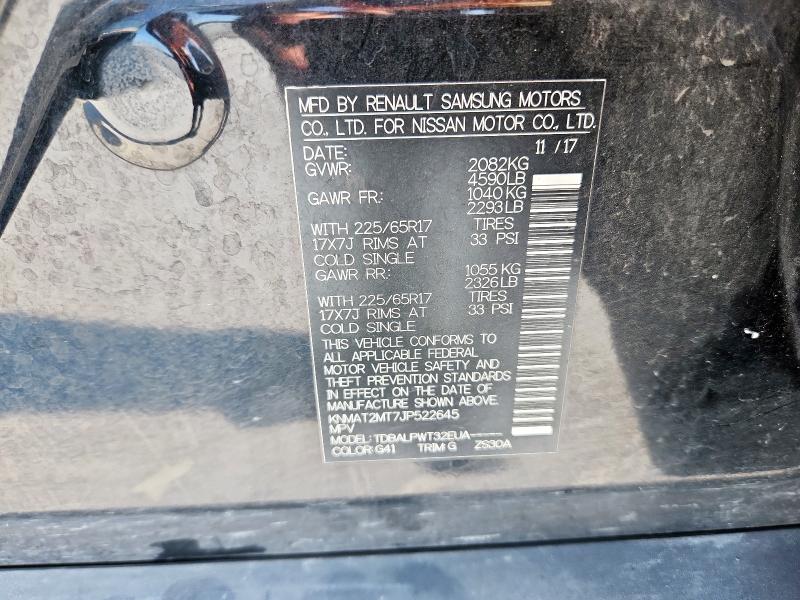 MFD BY RENAULT SAMSUNG MOTORS
CO., LTD. FOR NISSAN MOTOR CO., LTD.
DATE: 11 /17
GVWR: 2082KG
4590LB
GAWR FR.: 1040KG
2293LB
WITH 225/65R17 TIRES
17X7J RIMS AT 33 PSI
COLD SINGLE
GAWR RR.: 1055KG
2326LB
WITH 225/65R17 TIRES
17X7J RIMS AT 33 PSI
COLD SINGLE
THIS VEHICLE CONFORMS TO
ALL APPLICABLE FEDERAL
MOTOR VEHICLE SAFETY AND
THEFT PREVENTION STANDARDS
IN EFFECT ON THE DATE OF
MANUFACTURE SHOWN ABOVE.
KNMAT2MT7JP522645
MPV
MODEL: TDBALPWT32EUA-----
COLOR: G41 TRIM: G ZS30A